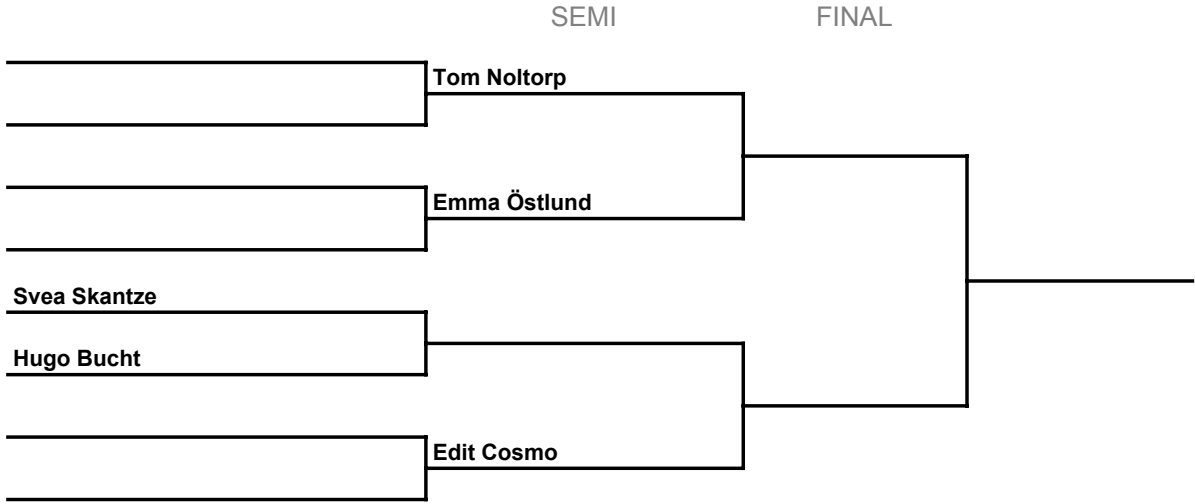 SEMI FINAL
Tom Noltorp
Emma Östlund
Svea Skantze
Hugo Bucht
Edit Cosmo